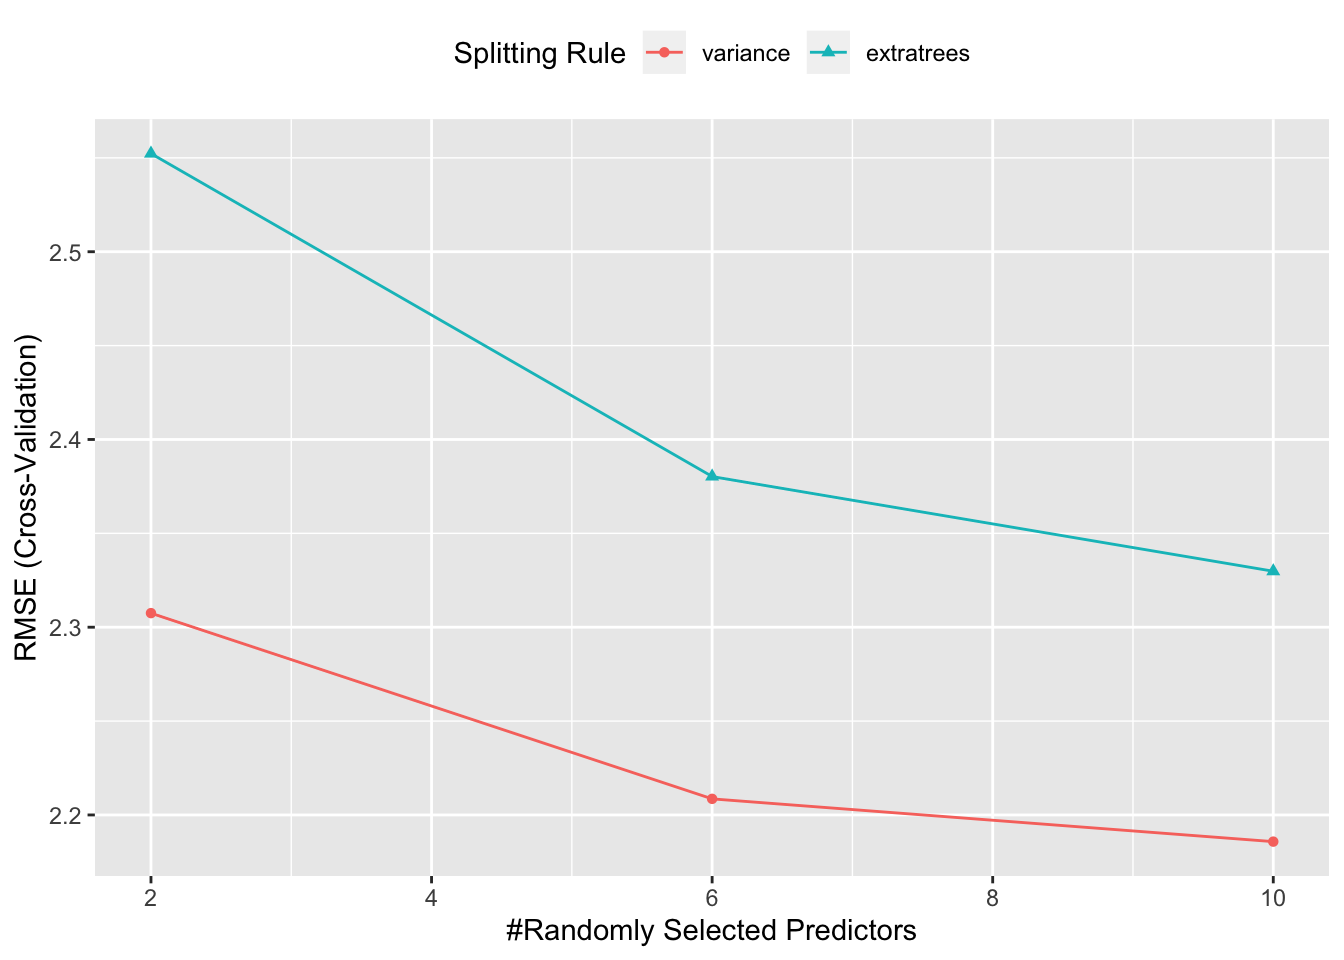 Splitting Rule variance extratrees
2.5
2.4
2.3
2.2
RMSE (Cross-Validation)
2 4 6 8 10
#Randomly Selected Predictors